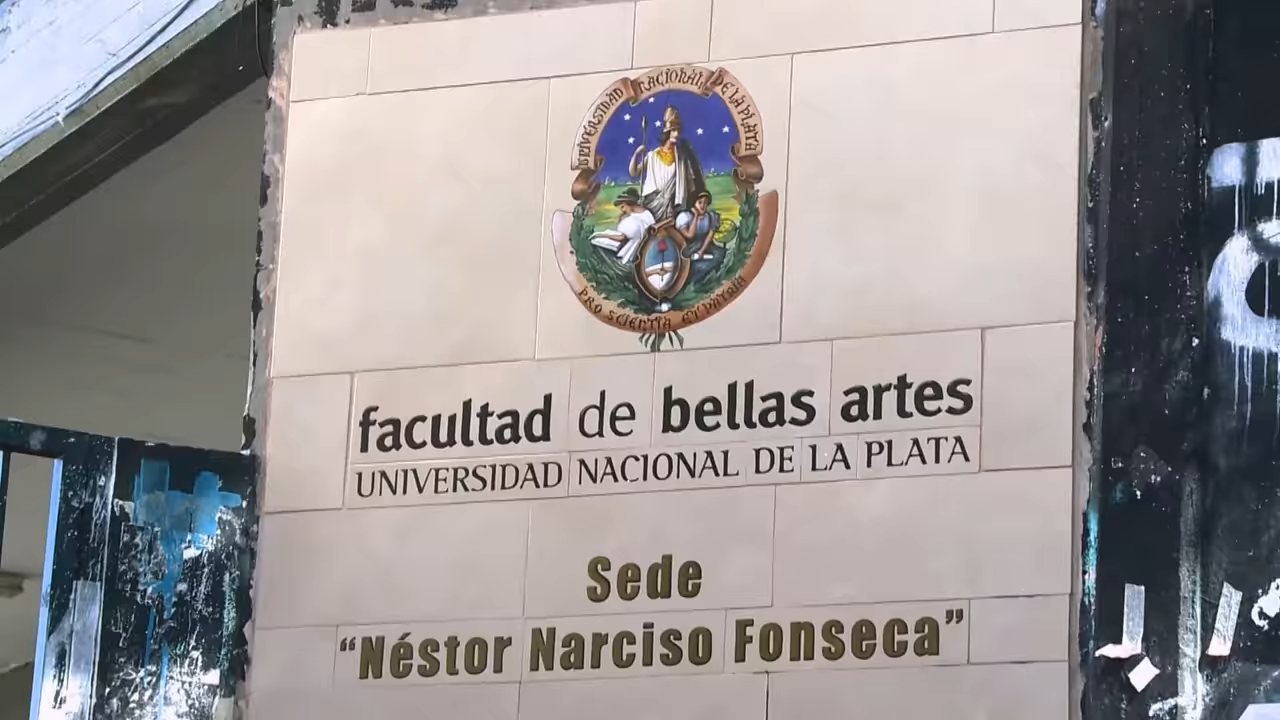 UNIVERSIDAD NACIONAL DE LA PLATA
PRO SCIENTIA ET PATRIA
facultad de bellas artes
UNIVERSIDAD NACIONAL DE LA PLATA
Sede
“Néstor Narciso Fonseca”